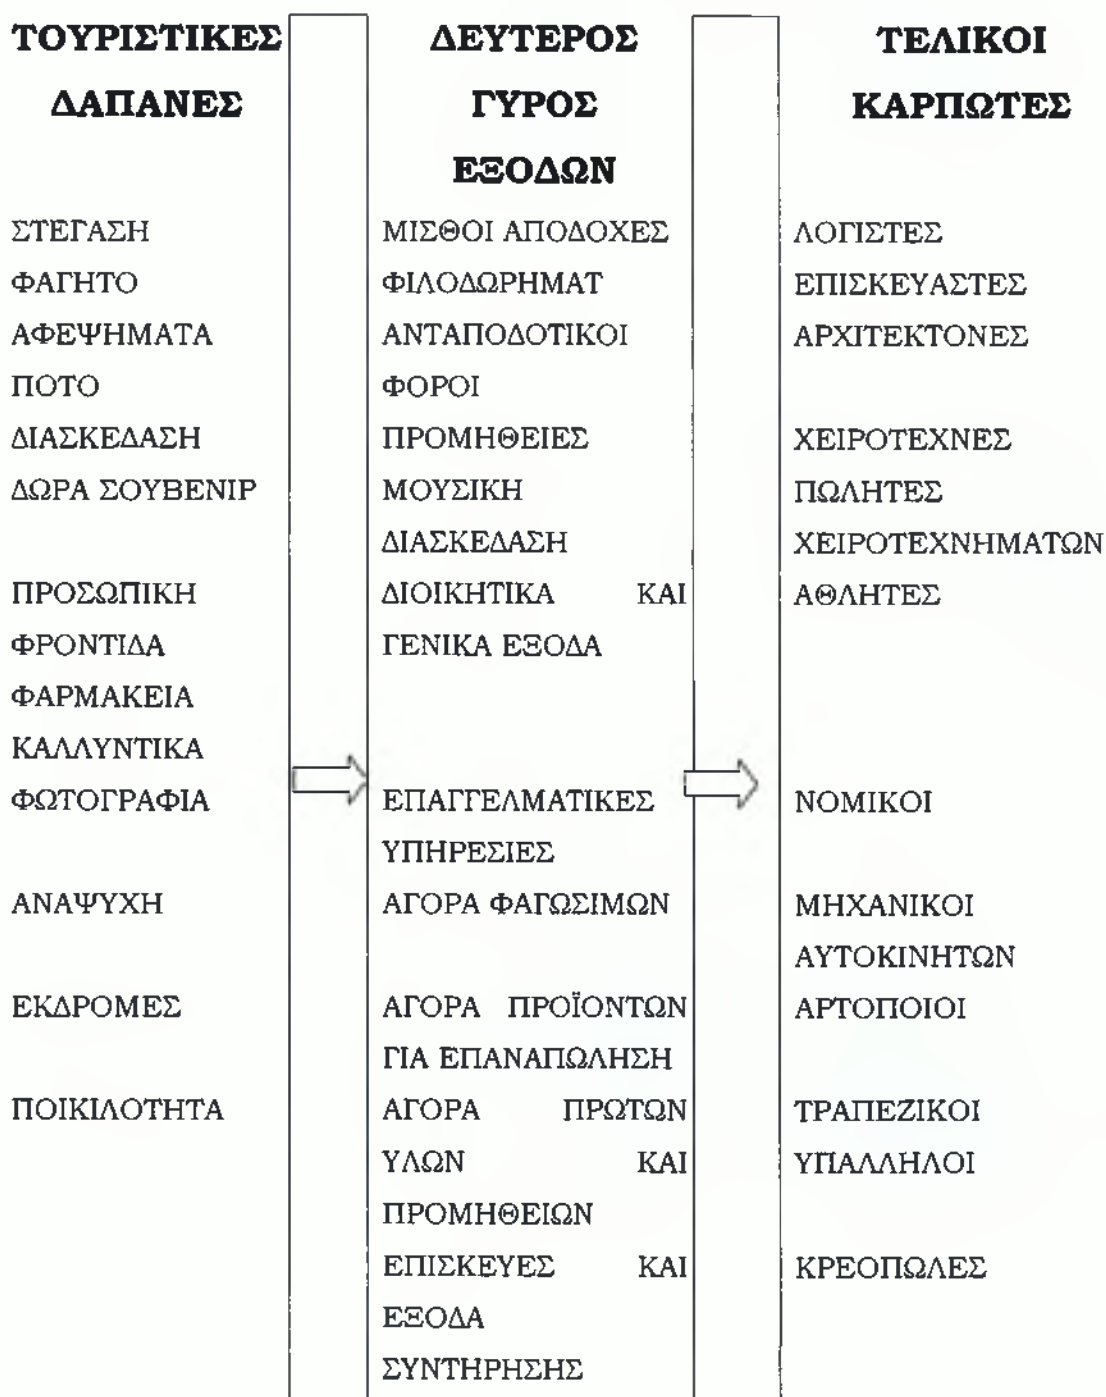 ΤΟΥΡΙΣΤΙΚΕΣ
ΔΑΠΑΝΕΣ
ΣΤΕΓΑΣΗ
ΦΑΓΗΤΟ
ΑΦΕΨΗΜΑΤΑ
ΠΟΤΟ
ΔΙΑΣΚΕΔΑΣΗ
ΔΩΡΑ ΣΟΥΒΕΝΙΡ
ΠΡΟΣΩΠΙΚΗ
ΦΡΟΝΤΙΔΑ
ΦΑΡΜΑΚΕΙΑ
ΚΑΛΛΥΝΤΙΚΑ
ΦΩΤΟΓΡΑΦΙΑ
ΑΝΑΨΥΧΗ
ΕΚΔΡΟΜΕΣ
ΠΟΙΚΙΛΟΤΗΤΑ
ΔΕΥΤΕΡΟΣ
ΓΥΡΟΣ
ΕΞΟΔΩΝ
ΜΙΣΘΟΙ ΑΠΟΔΟΧΕΣ
ΦΙΛΟΔΩΡΗΜΑΤ
ΑΝΤΑΠΟΔΟΤΙΚΟΙ
ΦΟΡΟΙ
ΠΡΟΜΗΘΕΙΕΣ
ΜΟΥΣΙΚΗ
ΔΙΑΣΚΕΔΑΣΗ
ΔΙΟΙΚΗΤΙΚΑ ΚΑΙ
ΓΕΝΙΚΑ ΕΞΟΔΑ
ΕΠΑΓΓΕΛΜΑΤΙΚΕΣ
ΥΠΗΡΕΣΙΕΣ
ΑΓΟΡΑ ΦΑΓΩΣΙΜΩΝ
ΑΓΟΡΑ ΠΡΟΪΟΝΤΩΝ
ΓΙΑ ΕΠΑΝΑΠΩΛΗΣΗ
ΑΓΟΡΑ ΠΡΩΤΩΝ
ΥΛΩΝ ΚΑΙ
ΠΡΟΜΗΘΕΙΩΝ
ΕΠΙΣΚΕΥΕΣ ΚΑΙ
ΕΞΟΔΑ
ΣΥΝΤΗΡΗΣΗΣ
ΤΕΛΙΚΟΙ
ΚΑΡΠΩΤΕΣ
ΛΟΓΙΣΤΕΣ
ΕΠΙΣΚΕΥΑΣΤΕΣ
ΑΡΧΙΤΕΚΤΟΝΕΣ
ΧΕΙΡΟΤΕΧΝΕΣ
ΠΩΛΗΤΕΣ
ΧΕΙΡΟΤΕΧΝΗΜΑΤΩΝ
ΑΘΛΗΤΕΣ
ΝΟΜΙΚΟΙ
ΜΗΧΑΝΙΚΟΙ
ΑΥΤΟΚΙΝΗΤΩΝ
ΑΡΤΟΠΟΙΟΙ
ΤΡΑΠΕΖΙΚΟΙ
ΥΠΑΛΛΗΛΟΙ
ΚΡΕΟΠΩΛΕΣ